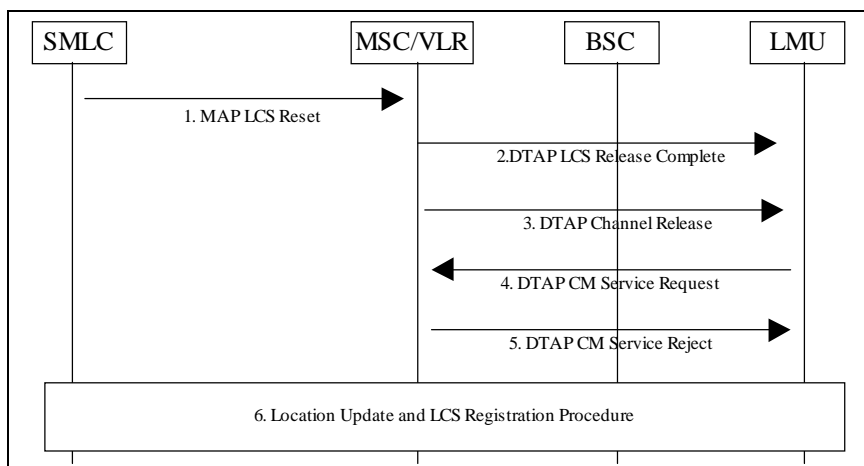 SMLC
MSC/VLR
BSC
LMU
1. MAP LCS Reset
2.DTAP LCS Release Complete
3. DTAP Channel Release
4. DTAP CM Service Request
5. DTAP CM Service Reject
6. Location Update and LCS Registration Procedure